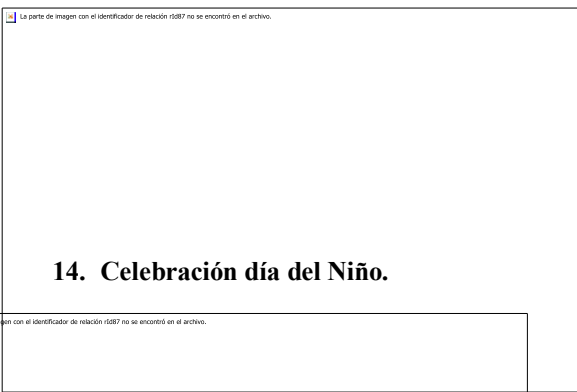 La parte de imagen con el identificador de relación rId87 no se encontró en el archivo.
14. Celebración día del Niño.
gen con el identificador de relación rId87 no se encontró en el archivo.